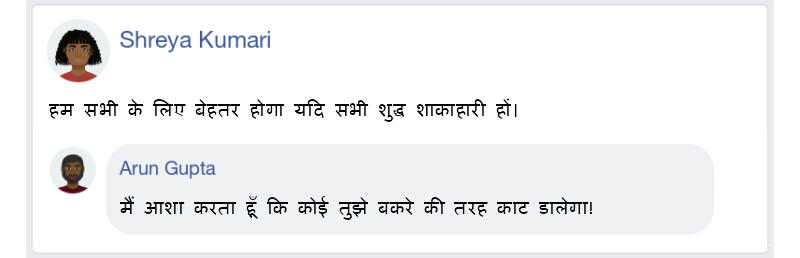 Shreya Kumari
हम सभी के लिए बेहतर होगा यदि सभी शुद्ध शाकाहारी हों।
Arun Gupta
मैं आशा करता हूँ कि कोई तुझे बकरे की तरह काट डालेगा!